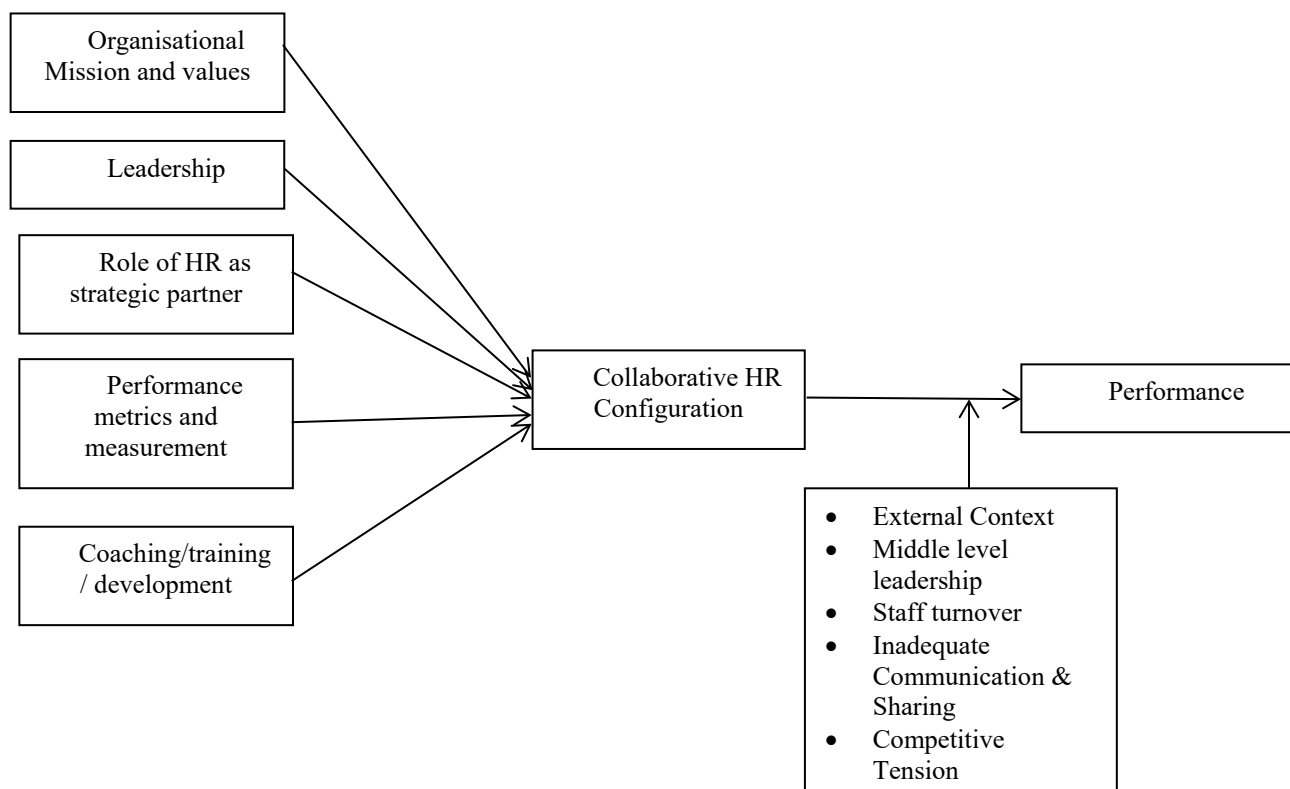 Organisational
Mission and values
Leadership
Role of HR as
strategic partner
Performance
metrics and
measurement
Coaching/training
/ development
Collaborative HR
Configuration
Performance
• External Context
• Middle level
leadership
• Staff turnover
• Inadequate
Communication &
Sharing
• Competitive
Tension